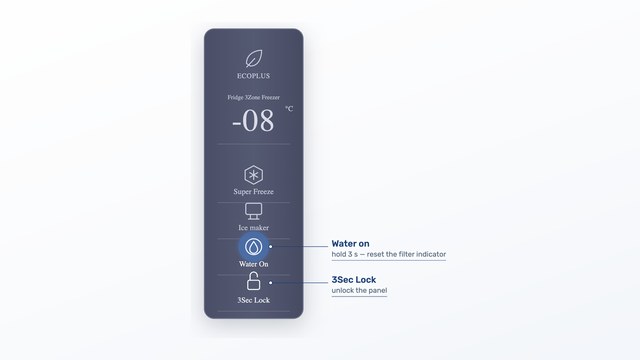 ECOPLUS
Fridge 3Zone Freezer
-08 °C
Super Freeze
Ice maker
Water On
3Sec Lock
Water on
hold 3 s — reset the filter indicator
3Sec Lock
unlock the panel